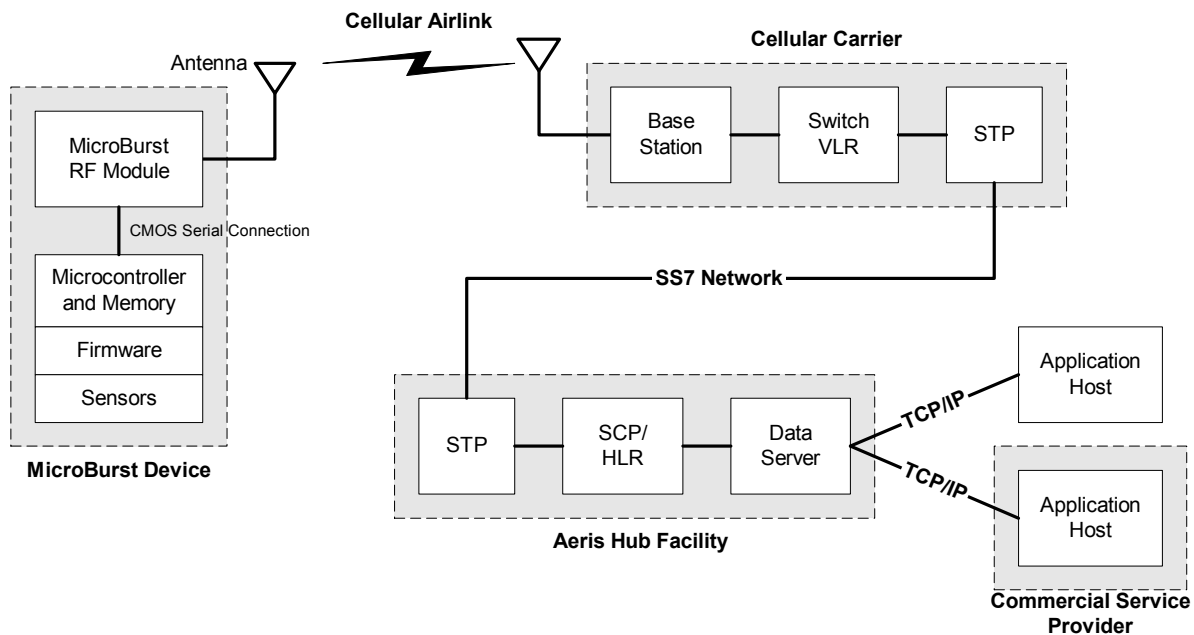 Cellular Airlink
Cellular Carrier
Antenna
MicroBurst
RF Module
Base
Station
Switch
VLR
STP
CMOS Serial Connection
Microcontroller
and Memory
Firmware
Sensors
MicroBurst Device
SS7 Network
STP
SCP/
HLR
Data
Server
TCP/IP
TCP/IP
Application
Host
Application
Host
Aeris Hub Facility
Commercial Service
Provider